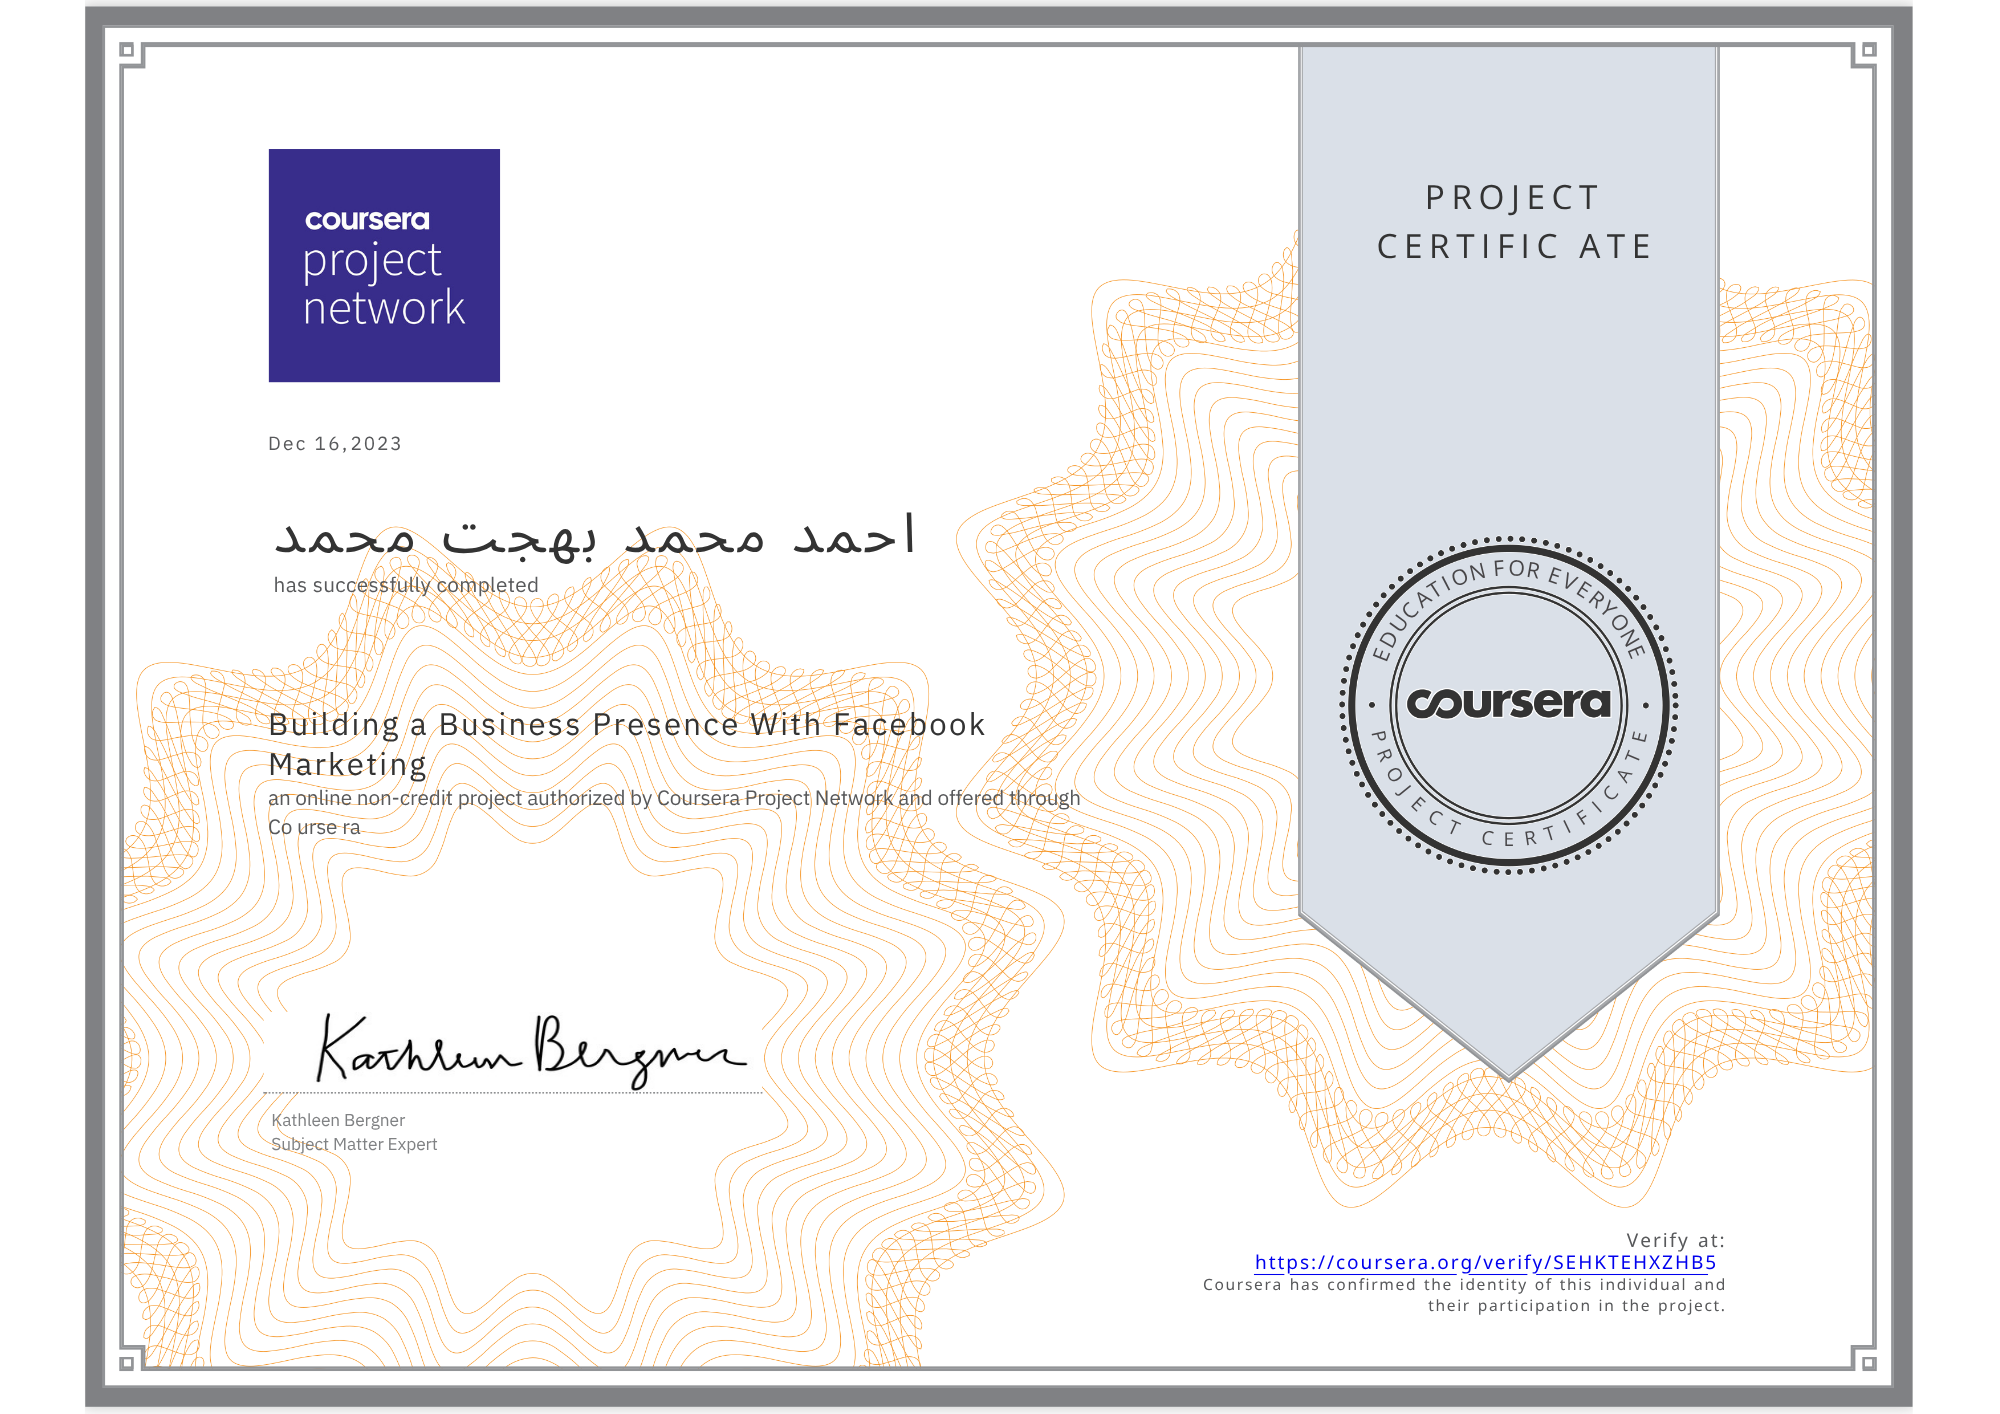 coursera
project
network
PROJECT
CERTIFIC ATE
Dec 16,2023
احمد محمد بهجت محمد
has successfully completed
Building a Business Presence With Facebook
Marketing
an online non-credit project authorized by Coursera Project Network and offered through
Co urse ra
EDUCATION FOR EVERYONE
coursera
PROJECT CERTIFICATE
Kathleen Bergner
Kathleen Bergner
Subject Matter Expert
Verify at:
https://coursera.org/verify/SEHKTEHXZHB5
Coursera has confirmed the identity of this individual and
their participation in the project.